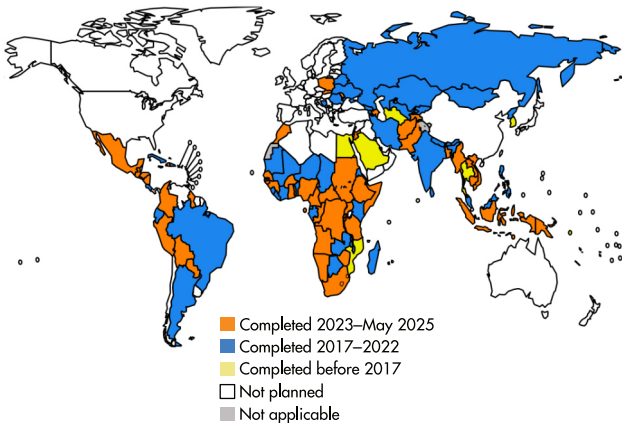 Completed 2023–May 2025
Completed 2017–2022
Completed before 2017
Not planned
Not applicable